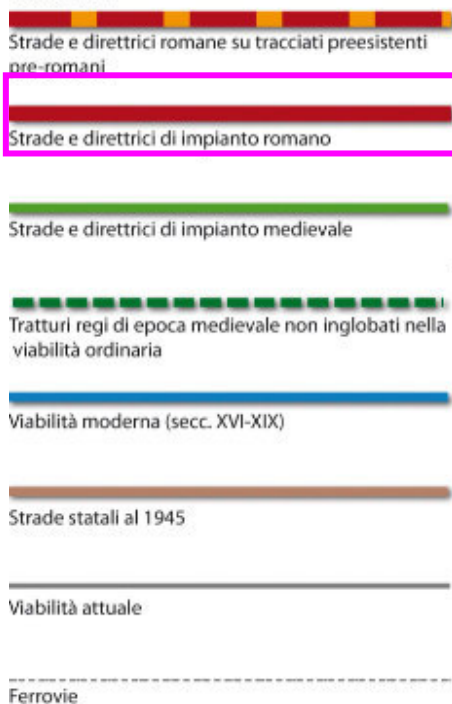 Strade e direttrici romane su tracciati preesistenti
pre-romani
Strade e direttrici di impianto romano
Strade e direttrici di impianto medievale
Tratturi regi di epoca medievale non inglobati nella
viabilità ordinaria
Viabilità moderna (secc. XVI-XIX)
Strade statali al 1945
Viabilità attuale
Ferrovie